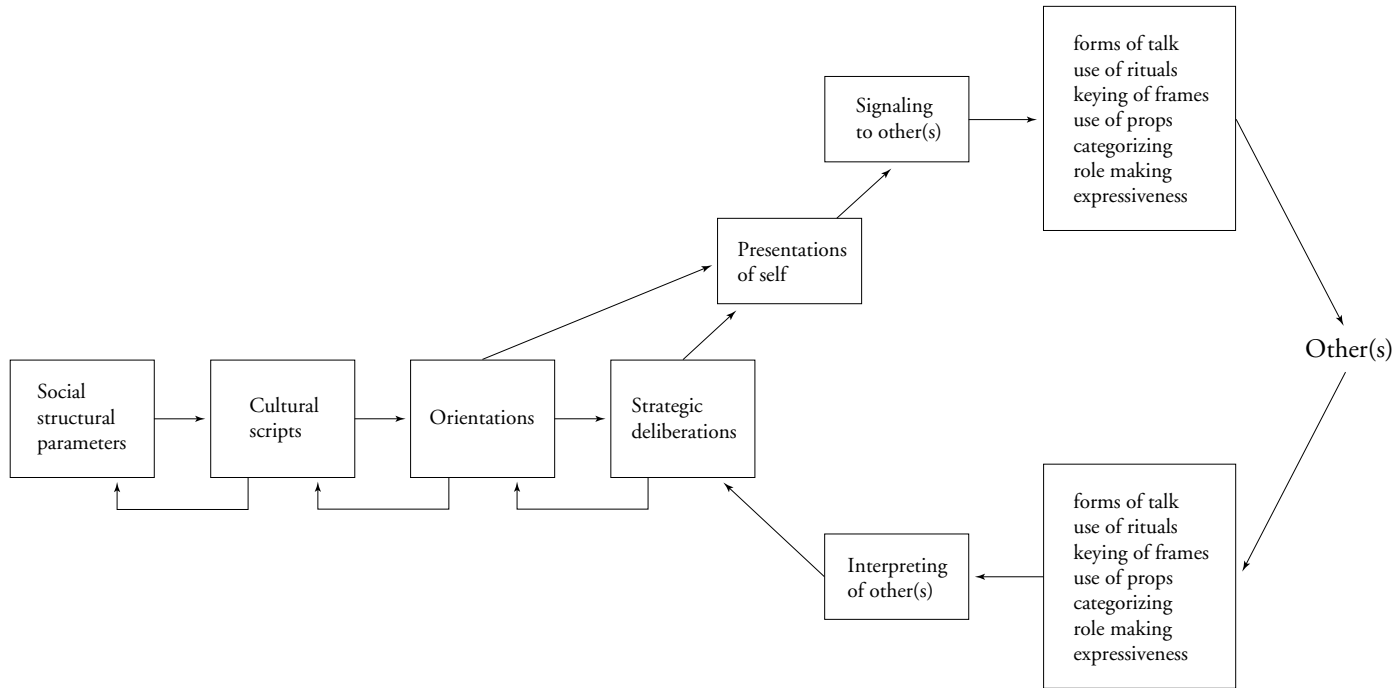 forms of talk
use of rituals
keying of frames
use of props
categorizing
role making
expressiveness
Signaling
to other(s)
Presentations
of self
Other(s)
Social
structural
parameters
Cultural
scripts
Orientations
Strategic
deliberations
forms of talk
use of rituals
keying of frames
use of props
categorizing
role making
expressiveness
Interpreting
of other(s)